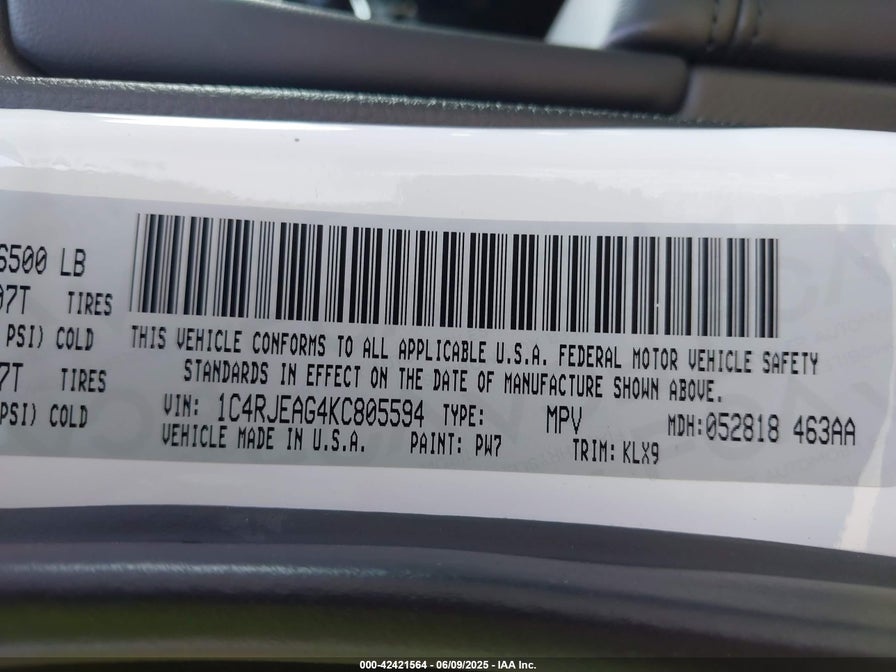 6500 LB
07T TIRES
PSI) COLD
7T TIRES
PSI) COLD
THIS VEHICLE CONFORMS TO ALL APPLICABLE U.S.A. FEDERAL MOTOR VEHICLE SAFETY
STANDARDS IN EFFECT ON THE DATE OF MANUFACTURE SHOWN ABOVE.
VIN: 1C4RJEAG4KC805594 TYPE: MPV MDH:052818 463AA
VEHICLE MADE IN U.S.A. PAINT: PW7 TRIM: KLX9
000-42421564 - 06/09/2025 - IAA Inc.